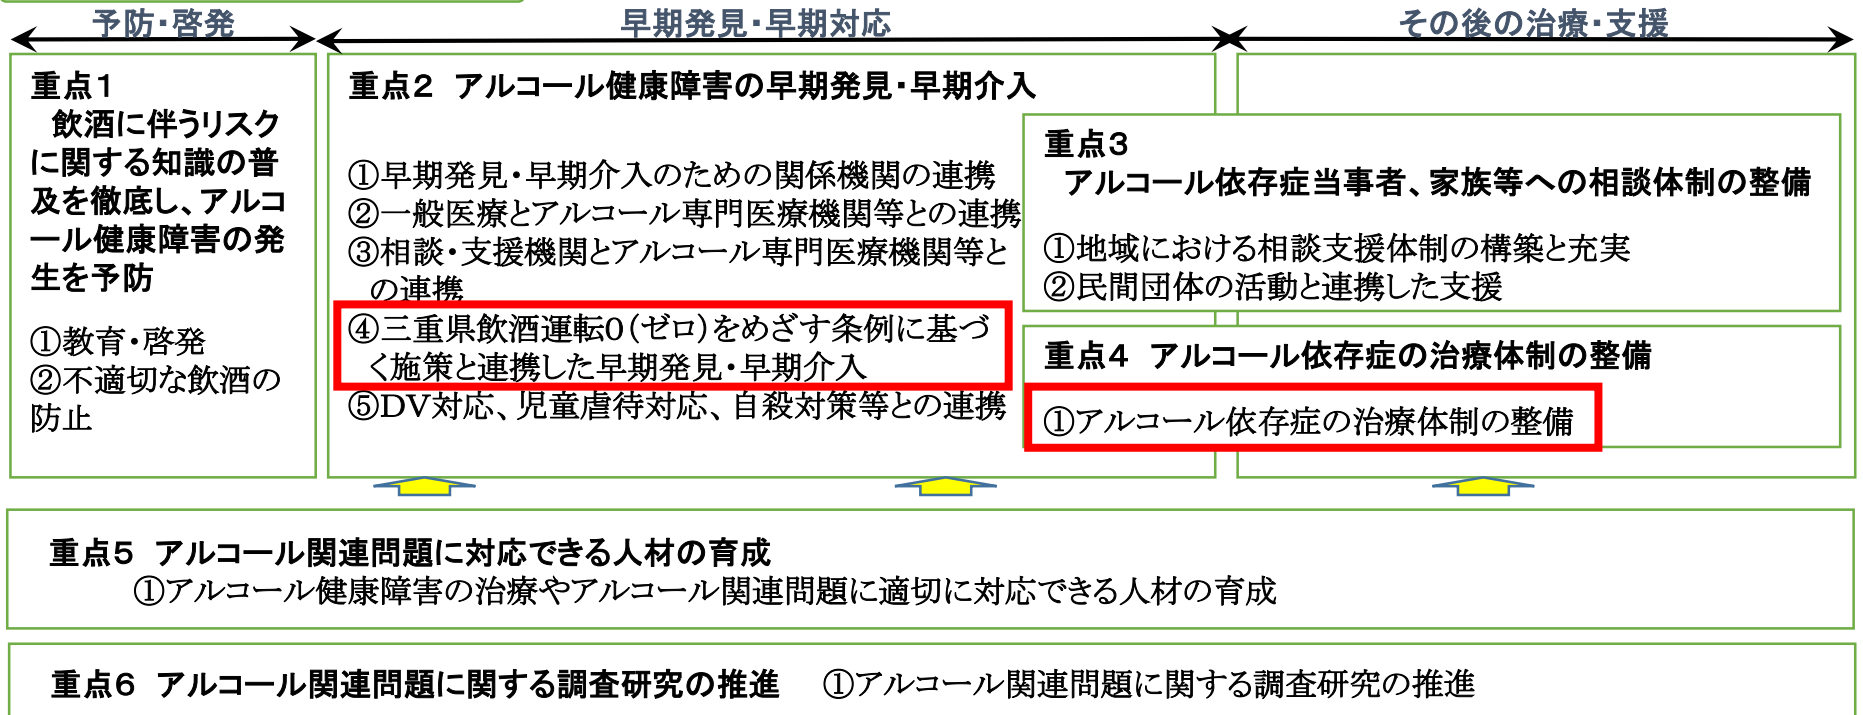 予防・啓発
早期発見・早期対応
その後の治療・支援
重点1
飲酒に伴うリスク
に関する知識の普
及を徹底し、アルコ
ール健康障害の発
生を予防
①教育・啓発
②不適切な飲酒の
防止
重点2 アルコール健康障害の早期発見・早期介入
①早期発見・早期介入のための関係機関の連携
②一般医療とアルコール専門医療機関等との連携
③相談・支援機関とアルコール専門医療機関等と
の連携
④三重県飲酒運転0(ゼロ)をめざす条例に基づ
く施策と連携した早期発見・早期介入
⑤DV対応、児童虐待対応、自殺対策等との連携
重点3
アルコール依存症当事者、家族等への相談体制の整備
①地域における相談支援体制の構築と充実
②民間団体の活動と連携した支援
重点4 アルコール依存症の治療体制の整備
①アルコール依存症の治療体制の整備
重点5 アルコール関連問題に対応できる人材の育成
①アルコール健康障害の治療やアルコール関連問題に適切に対応できる人材の育成
重点6 アルコール関連問題に関する調査研究の推進 ①アルコール関連問題に関する調査研究の推進